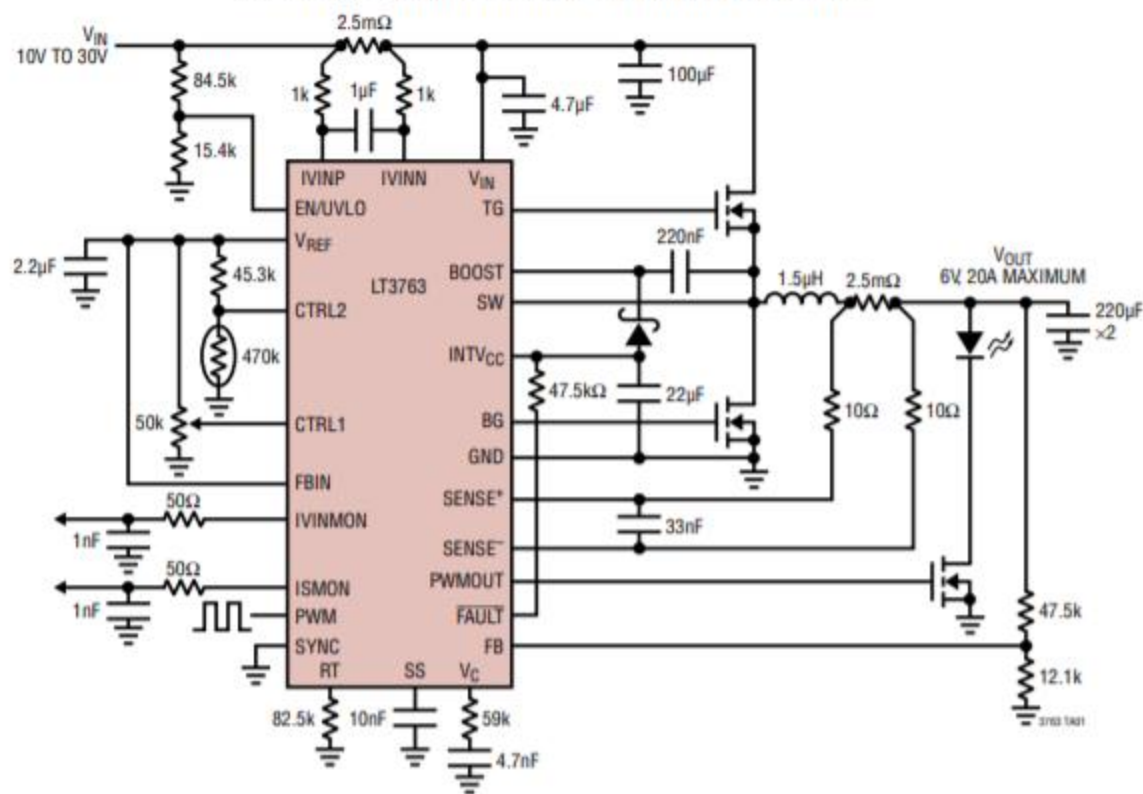 2.5mΩ
VIN
10V TO 30V
84.5k
1k
1µF
1k
100µF
4.7µF
15.4k
IVINP
IVINN
VIN
EN/UVLO
TG
VREF
220nF
2.2µF
45.3k
LT3763
BOOST
VOUT
6V, 20A MAXIMUM
1.5µH
2.5mΩ
SW
CTRL2
220µF
×2
470k
INTVCC
47.5kΩ
22µF
10Ω
10Ω
50k
CTRL1
BG
GND
FBIN
50Ω
SENSE+
IVINMON
33nF
1nF
SENSE–
50Ω
ISMON
PWMOUT
1nF
PWM
FAULT
47.5k
SYNC
FB
RT
SS
VC
12.1k
82.5k
10nF
59k
3763 TA01
4.7nF